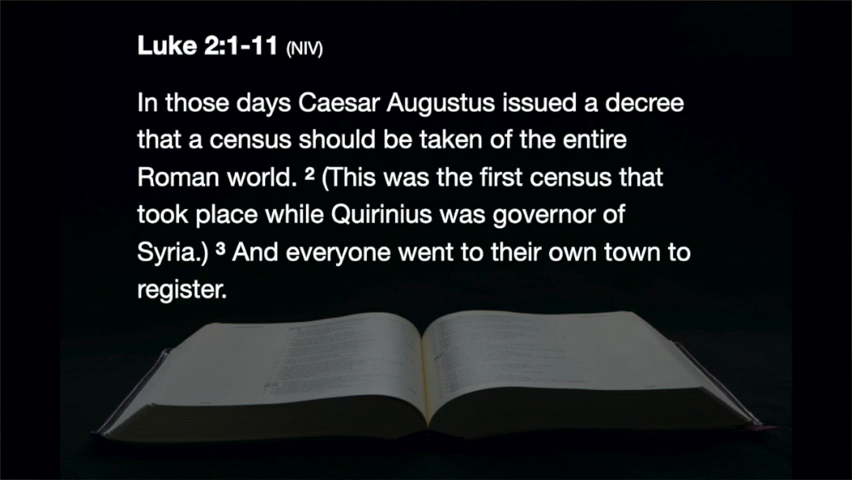 Luke 2:1-11 (NIV)
In those days Caesar Augustus issued a decree
that a census should be taken of the entire
Roman world. ² (This was the first census that
took place while Quirinius was governor of
Syria.) ³ And everyone went to their own town to
register.